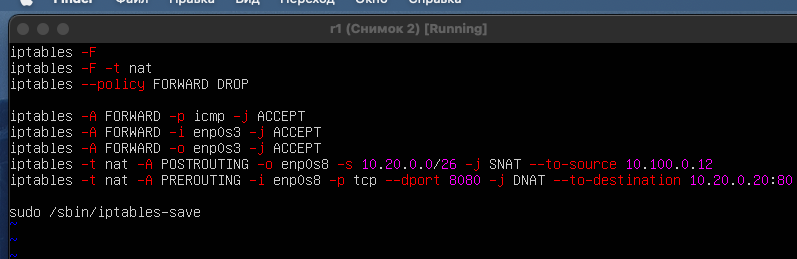 Finder Файл Правка Вид Переход Окно Справка
r1 (Снимок 2) [Running]
iptables -F
iptables -F -t nat
iptables --policy FORWARD DROP
iptables -A FORWARD -p icmp -j ACCEPT
iptables -A FORWARD -i enp0s3 -j ACCEPT
iptables -A FORWARD -o enp0s3 -j ACCEPT
iptables -t nat -A POSTROUTING -o enp0s8 -s 10.20.0.0/26 -j SNAT --to-source 10.100.0.12
iptables -t nat -A PREROUTING -i enp0s8 -p tcp --dport 8080 -j DNAT --to-destination 10.20.0.20:80
sudo /sbin/iptables-save
~
~
~